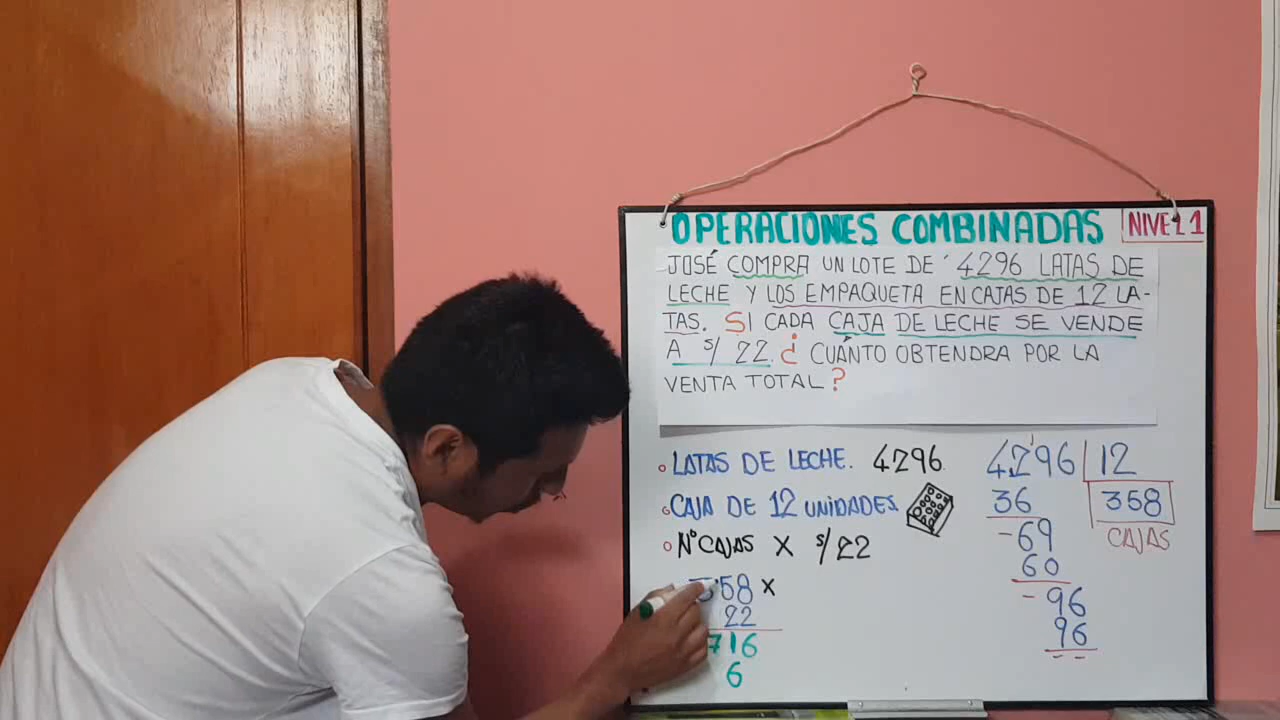 OPERACIONES COMBINADAS
NIVEL 1
JOSÉ COMPRA UN LOTE DE 4296 LATAS DE
LECHE Y LOS EMPAQUETA EN CAJAS DE 12 LA-
TAS. SI CADA CAJA DE LECHE SE VENDE
A S/ 22. ¿ CUÁNTO OBTENDRA POR LA
VENTA TOTAL?
LATAS DE LECHE. 4296
CAJA DE 12 UNIDADES
Nº CAJAS X S/22
358 x
22
716
6
4296 12
36 358
-69 CAJAS
60
- 96
96